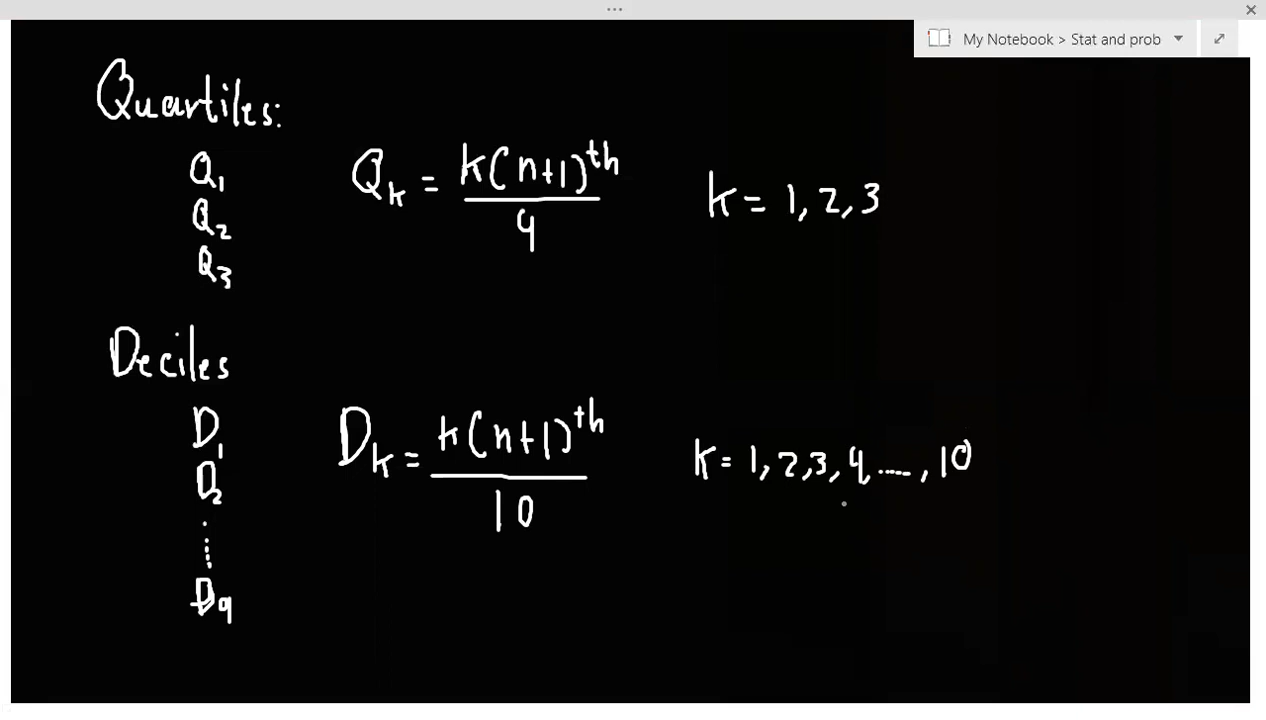 My Notebook > Stat and prob
Quartiles:
Q₁
Q₂
Q₃
Qₖ = k(n+1)ᵗʰ / 4
k = 1, 2, 3
Deciles
D₁
D₂
⋮
D₉
Dₖ = k(n+1)ᵗʰ / 10
k = 1, 2, 3, 4, ....., 10